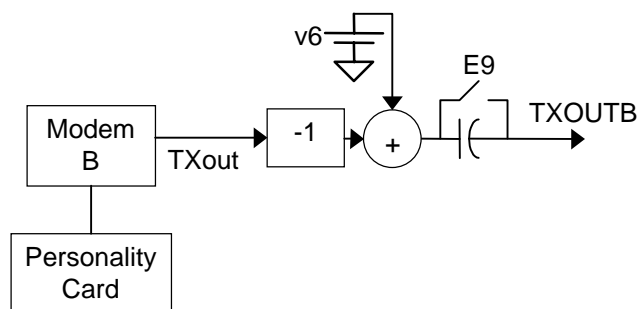 v6
E9
TXOUTB
-1
+
Modem
B
TXout
Personality
Card